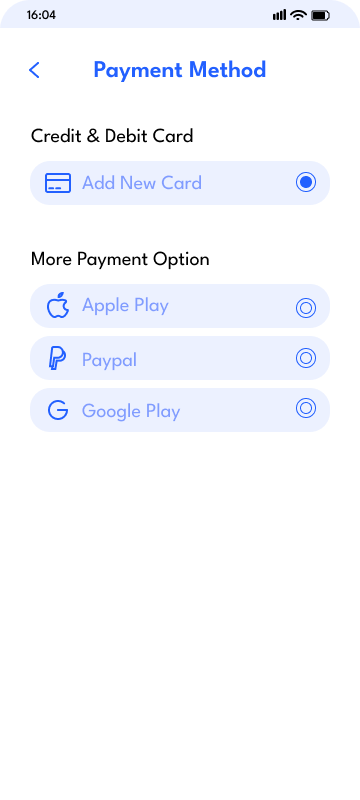 16:04
Payment Method
Credit & Debit Card
Add New Card
More Payment Option
Apple Play
Paypal
Google Play